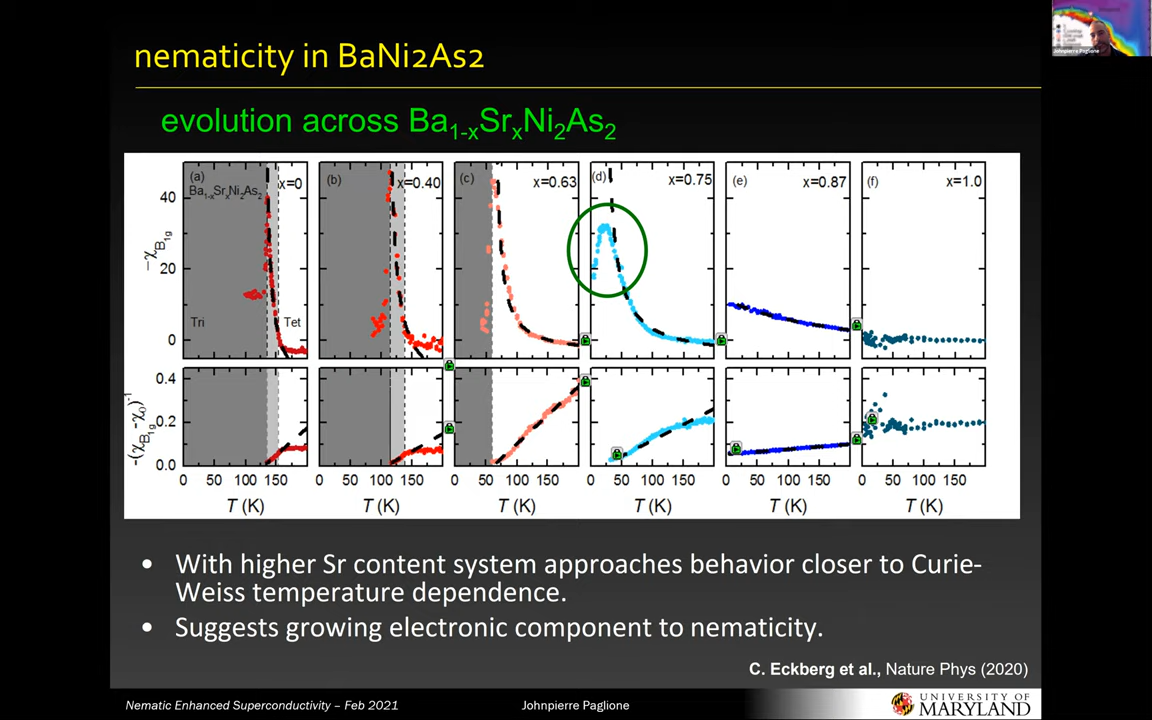 Johnpierre Paglione
nematicity in BaNi2As2
evolution across Ba1-xSrxNi2As2
(a)
Ba1-xSrxNi2As2
x=0
(b)
x=0.40
(c)
x=0.63
(d)
x=0.75
(e)
x=0.87
(f)
x=1.0
40
20
0
-χB1g
Tri
Tet
0.4
0.2
0.0
-(χB1g-χ0)-1
0 50 100 150
0 50 100 150
0 50 100 150
0 50 100 150
0 50 100 150
0 50 100 150
T (K)
T (K)
T (K)
T (K)
T (K)
T (K)
• With higher Sr content system approaches behavior closer to Curie-
Weiss temperature dependence.
• Suggests growing electronic component to nematicity.
C. Eckberg et al., Nature Phys (2020)
Nematic Enhanced Superconductivity – Feb 2021
Johnpierre Paglione
UNIVERSITY OF
MARYLAND